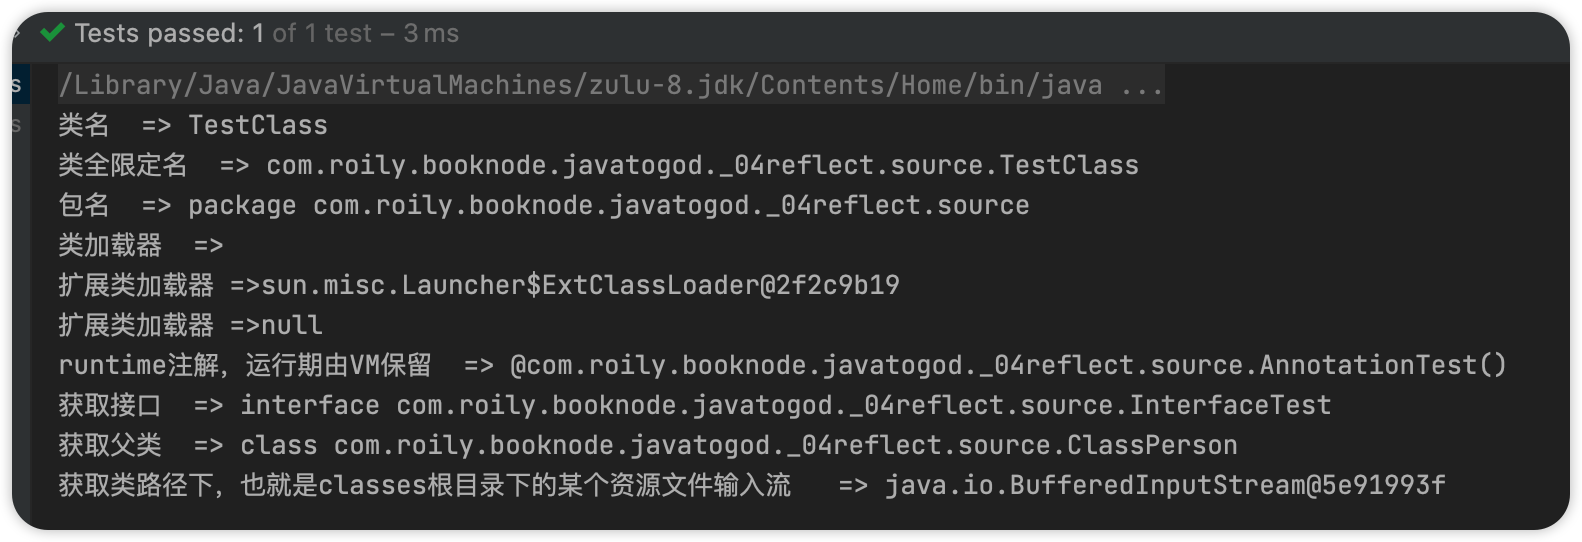 Tests passed: 1 of 1 test – 3 ms
/Library/Java/JavaVirtualMachines/zulu-8.jdk/Contents/Home/bin/java ...
类名  => TestClass
类全限定名  => com.roily.booknode.javatogod._04reflect.source.TestClass
包名  => package com.roily.booknode.javatogod._04reflect.source
类加载器  =>
扩展类加载器 =>sun.misc.Launcher$ExtClassLoader@2f2c9b19
扩展类加载器 =>null
runtime注解，运行期由VM保留  => @com.roily.booknode.javatogod._04reflect.source.AnnotationTest()
获取接口  => interface com.roily.booknode.javatogod._04reflect.source.InterfaceTest
获取父类  => class com.roily.booknode.javatogod._04reflect.source.ClassPerson
获取类路径下，也就是classes根目录下的某个资源文件输入流   => java.io.BufferedInputStream@5e91993f